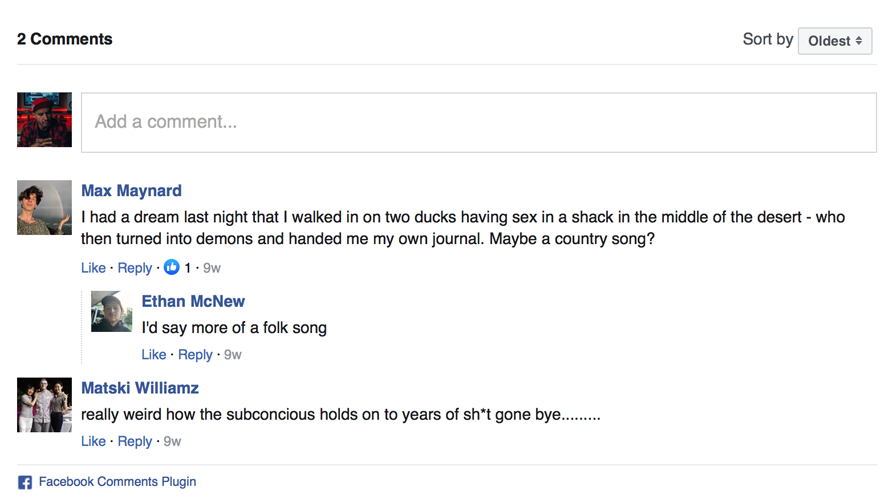 2 Comments
Sort by Oldest
Add a comment...
Max Maynard
I had a dream last night that I walked in on two ducks having sex in a shack in the middle of the desert - who
then turned into demons and handed me my own journal. Maybe a country song?
Like · Reply · 1 · 9w
Ethan McNew
I'd say more of a folk song
Like · Reply · 9w
Matski Williamz
really weird how the subconcious holds on to years of sh*t gone bye.........
Like · Reply · 9w
Facebook Comments Plugin